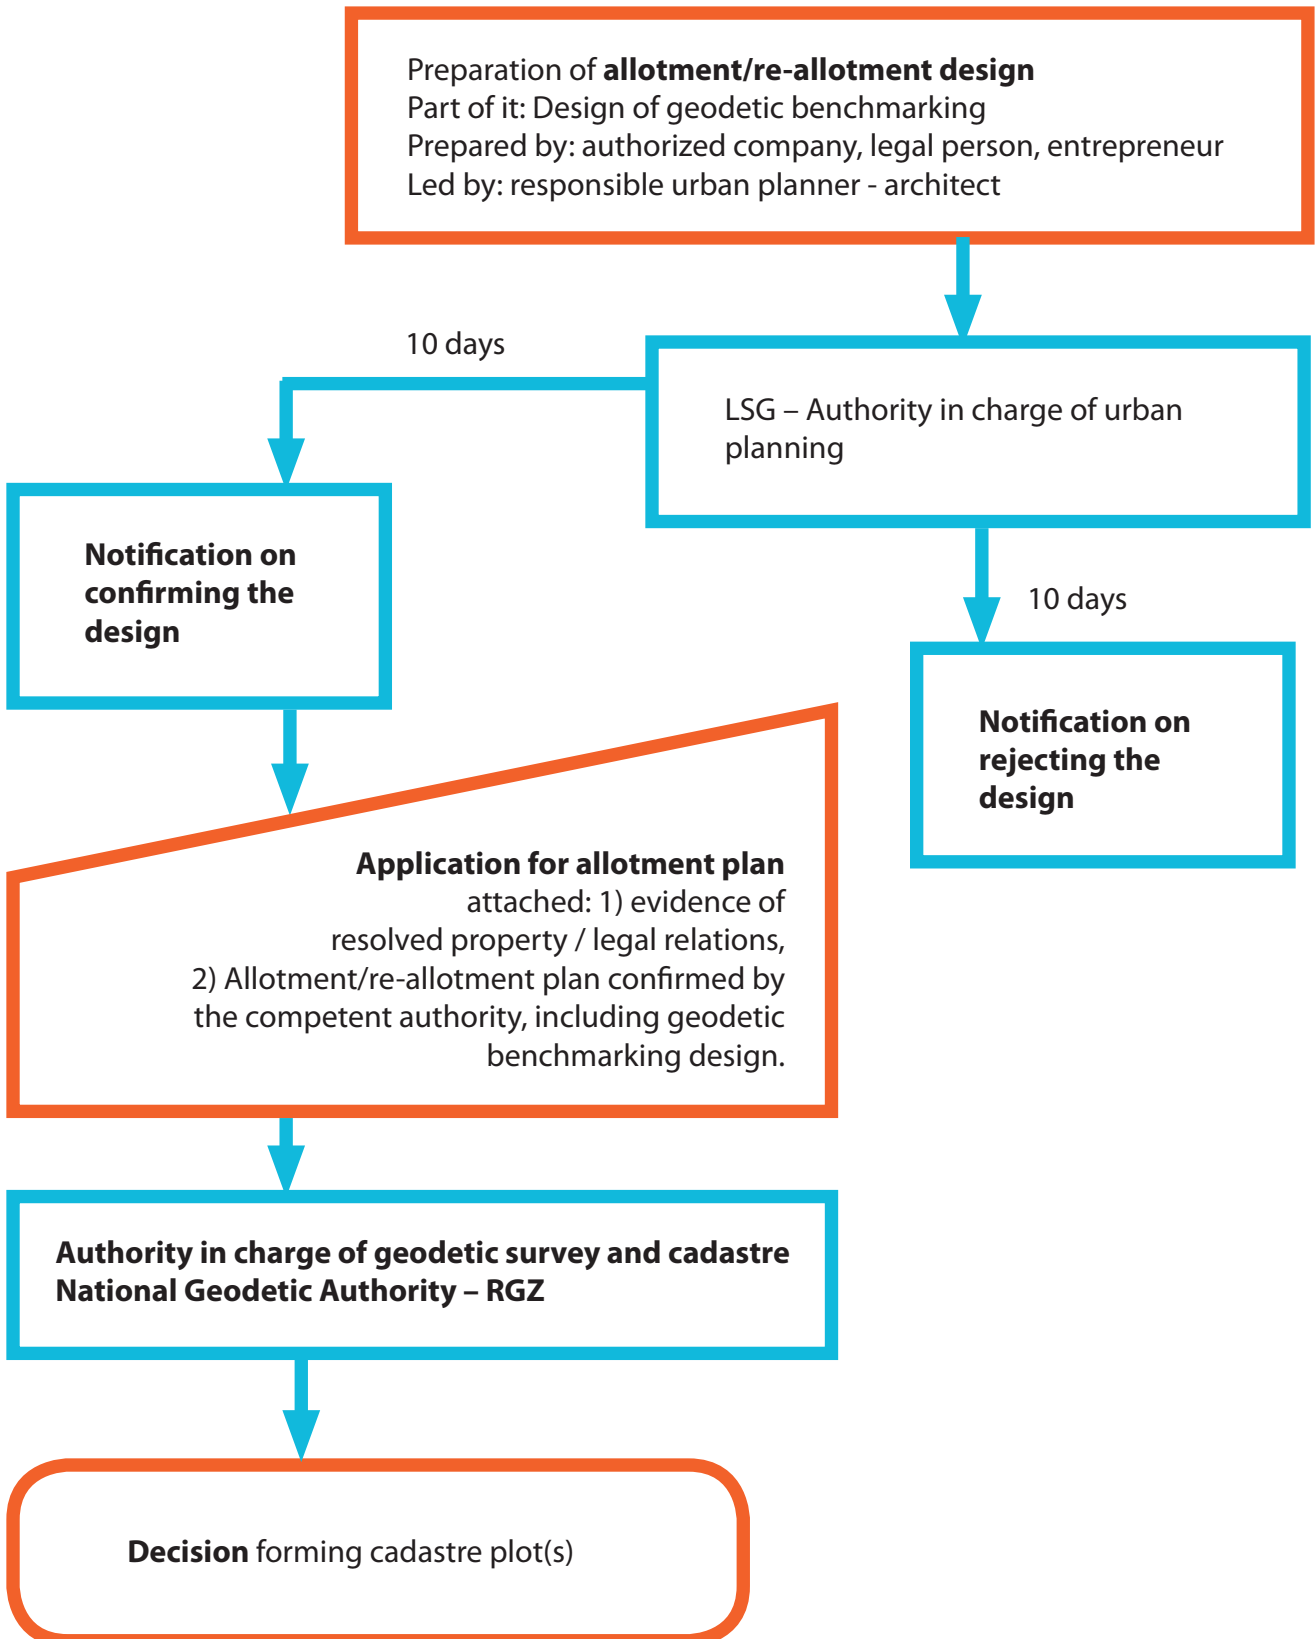 Preparation of allotment/re-allotment design
Part of it: Design of geodetic benchmarking
Prepared by: authorized company, legal person, entrepreneur
Led by: responsible urban planner - architect
10 days
LSG – Authority in charge of urban
planning
Notification on
confirming the
design
10 days
Notification on
rejecting the
design
Application for allotment plan
attached: 1) evidence of
resolved property / legal relations,
2) Allotment/re-allotment plan confirmed by
the competent authority, including geodetic
benchmarking design.
Authority in charge of geodetic survey and cadastre
National Geodetic Authority – RGZ
Decision forming cadastre plot(s)